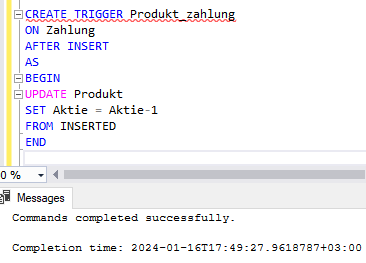 CREATE TRIGGER Produkt_zahlung
ON Zahlung
AFTER INSERT
AS
BEGIN
UPDATE Produkt
SET Aktie = Aktie-1
FROM INSERTED
END
0 %
Messages
Commands completed successfully.
Completion time: 2024-01-16T17:49:27.9618787+03:00